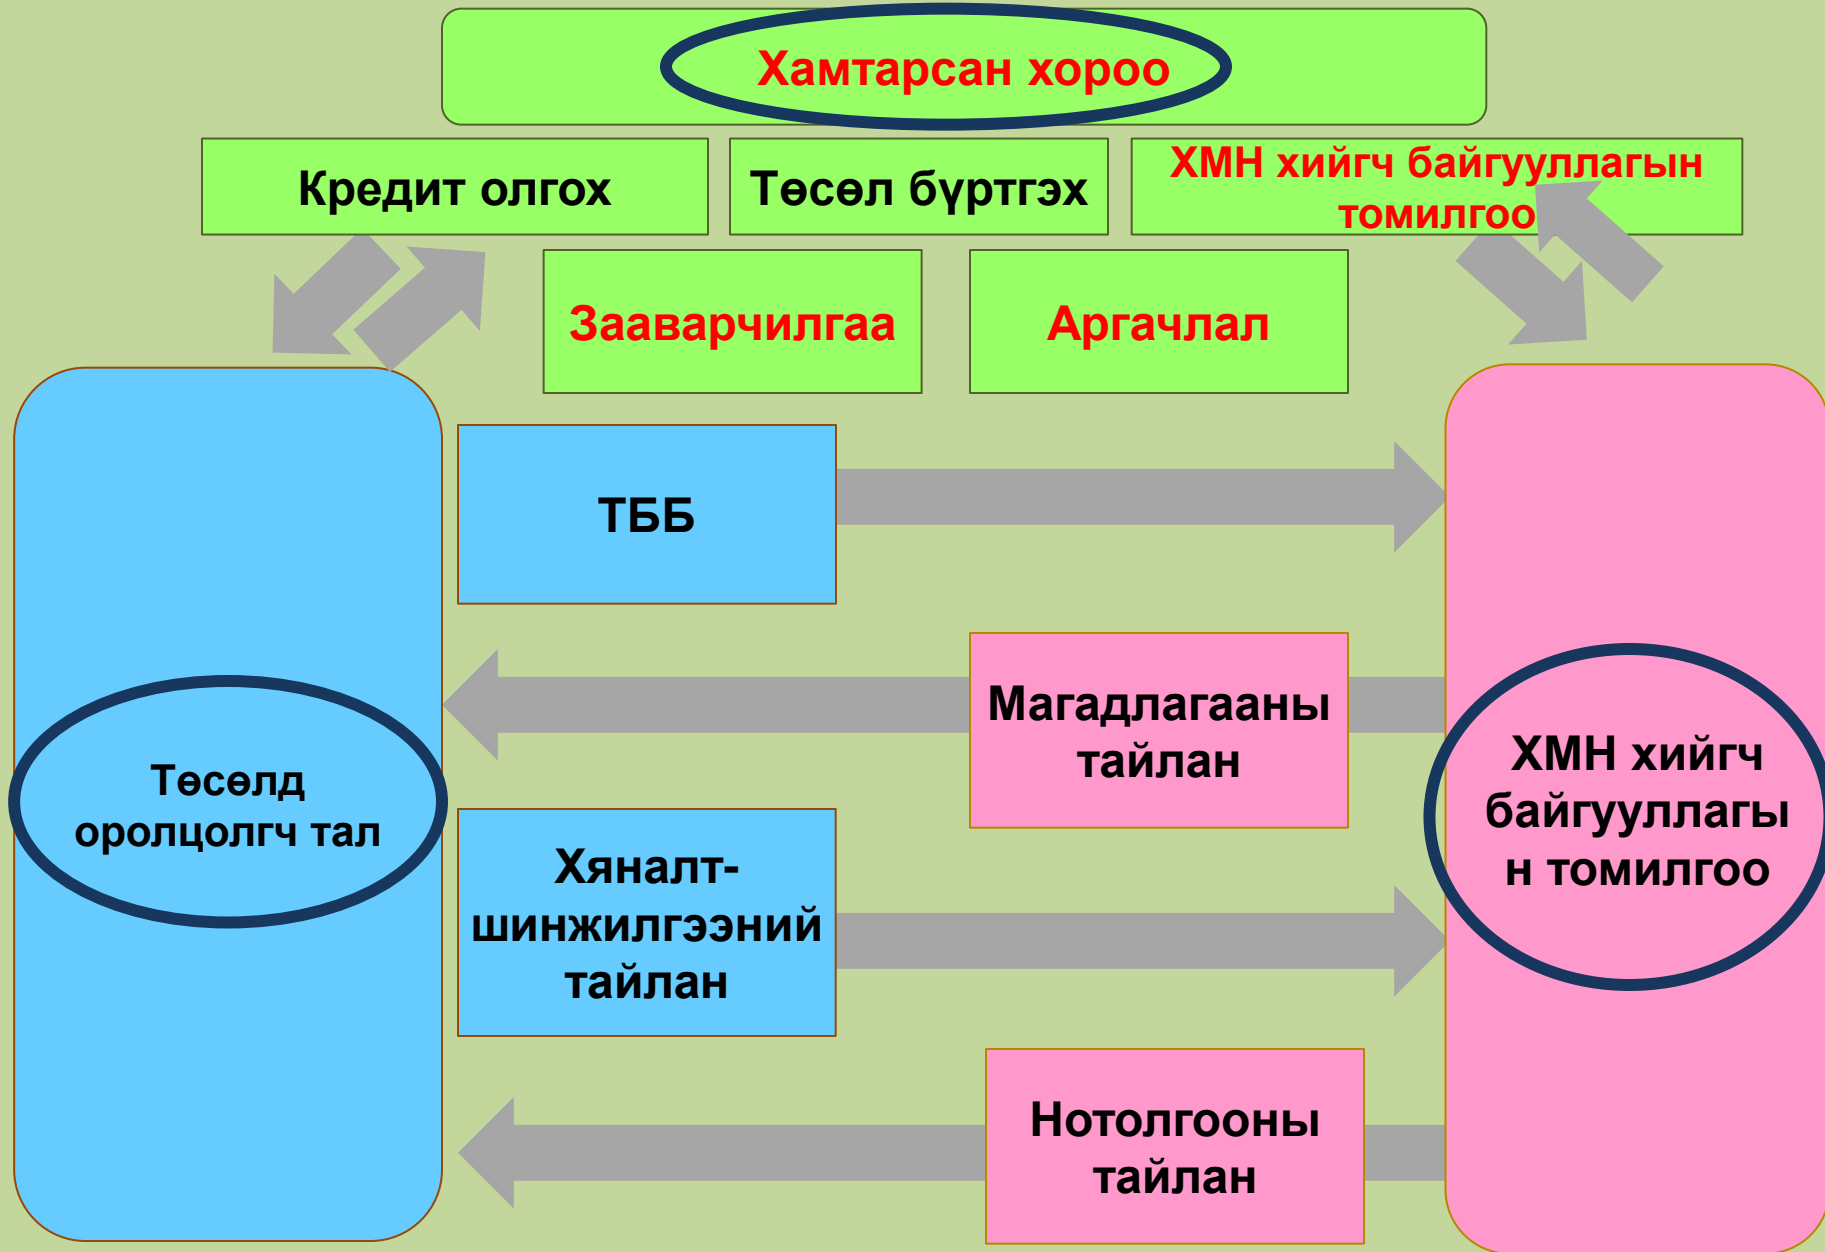 Хамтарсан хороо
Кредит олгох
Төсөл бүртгэх
ХМН хийгч байгууллагын
томилгоо
Зааварчилгаа
Аргачлал
ТББ
Магадлагааны
тайлан
Төсөлд
оролцолгч тал
ХМН хийгч
байгууллагы
н томилгоо
Хяналт-
шинжилгээний
тайлан
Нотолгооны
тайлан